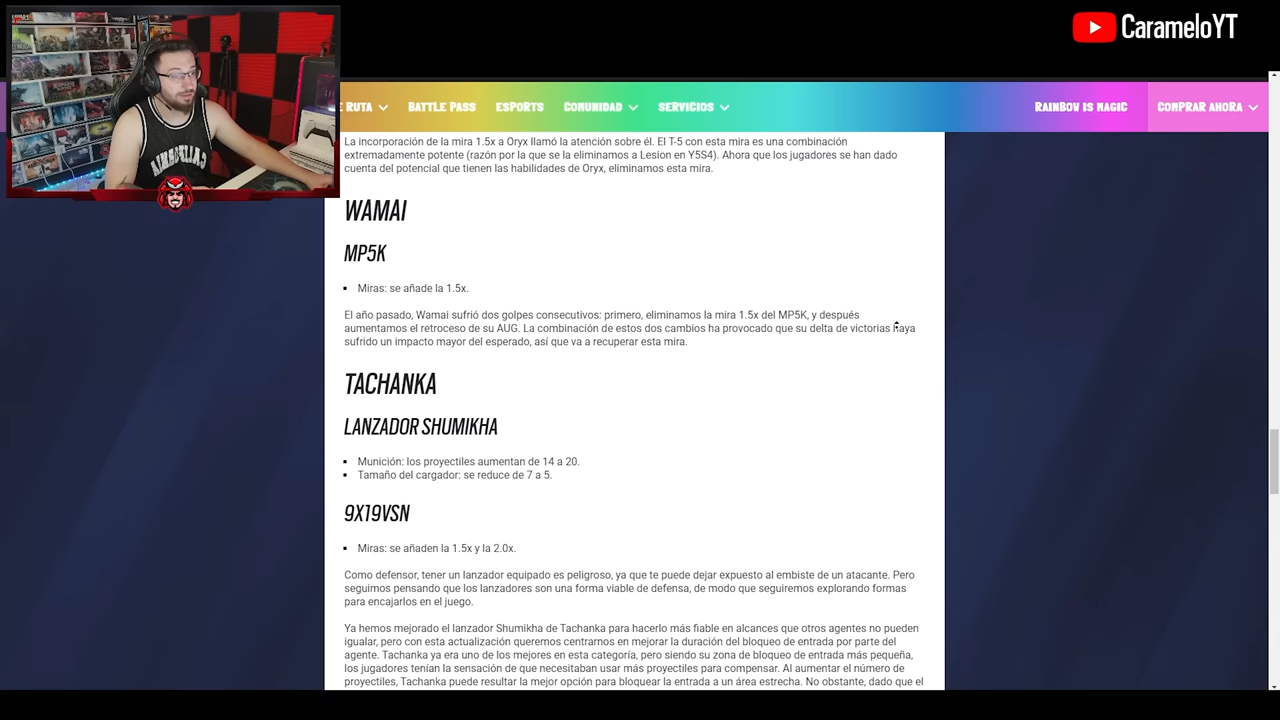 CarameloYT
E RUTA
BATTLE PASS
ESPORTS
COMUNIDAD
SERVICIOS
RAINBOW IS MAGIC
COMPRAR AHORA
La incorporación de la mira 1.5x a Oryx llamó la atención sobre él. El T-5 con esta mira es una combinación
extremadamente potente (razón por la que se la eliminamos a Lesion en Y5S4). Ahora que los jugadores se han dado
cuenta del potencial que tienen las habilidades de Oryx, eliminamos esta mira.
WAMAI
MP5K
▪ Miras: se añade la 1.5x.
El año pasado, Wamai sufrió dos golpes consecutivos: primero, eliminamos la mira 1.5x del MP5K, y después
aumentamos el retroceso de su AUG. La combinación de estos dos cambios ha provocado que su delta de victorias haya
sufrido un impacto mayor del esperado, así que va a recuperar esta mira.
TACHANKA
LANZADOR SHUMIKHA
▪ Munición: los proyectiles aumentan de 14 a 20.
▪ Tamaño del cargador: se reduce de 7 a 5.
9X19VSN
▪ Miras: se añaden la 1.5x y la 2.0x.
Como defensor, tener un lanzador equipado es peligroso, ya que te puede dejar expuesto al embiste de un atacante. Pero
seguimos pensando que los lanzadores son una forma viable de defensa, de modo que seguiremos explorando formas
para encajarlos en el juego.
Ya hemos mejorado el lanzador Shumikha de Tachanka para hacerlo más fiable en alcances que otros agentes no pueden
igualar, pero con esta actualización queremos centrarnos en mejorar la duración del bloqueo de entrada por parte del
agente. Tachanka ya era uno de los mejores en esta categoría, pero siendo su zona de bloqueo de entrada más pequeña,
los jugadores tenían la sensación de que necesitaban usar más proyectiles para compensar. Al aumentar el número de
proyectiles, Tachanka puede resultar la mejor opción para bloquear la entrada a un área estrecha. No obstante, dado que el